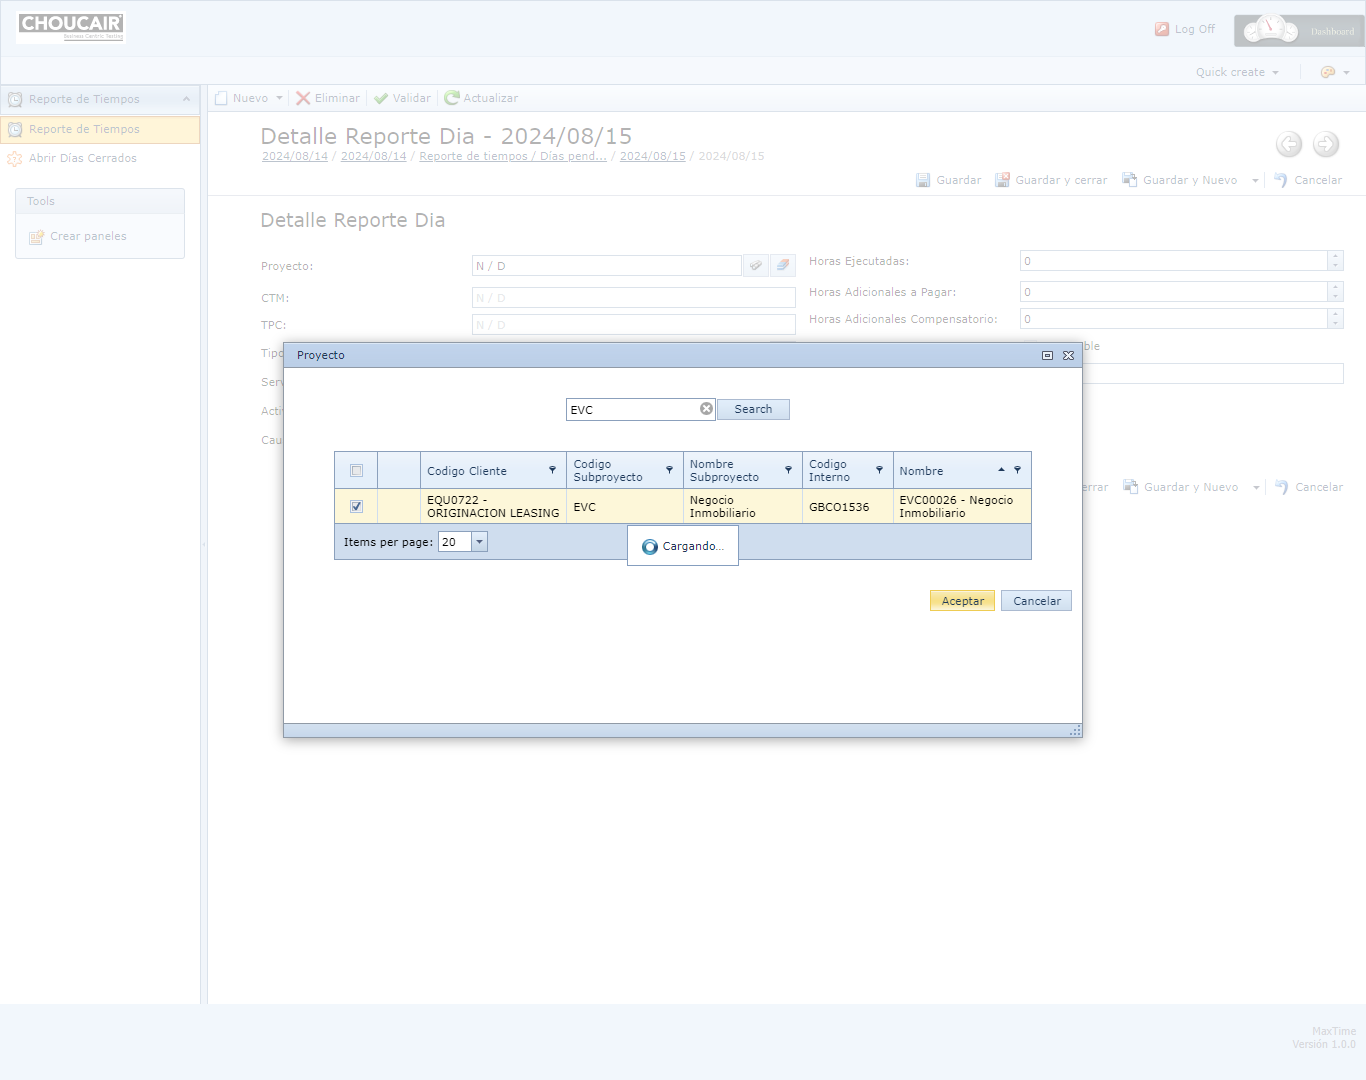 CHOUCAIR
Business Centric Testing
Log Off
Dashboard
Quick create
Reporte de Tiempos
Reporte de Tiempos
Abrir Días Cerrados
Tools
Crear paneles
Nuevo
Eliminar
Validar
Actualizar
Detalle Reporte Dia - 2024/08/15
2024/08/14 / 2024/08/14 / Reporte de tiempos / Días pend... / 2024/08/15 / 2024/08/15
Guardar
Guardar y cerrar
Guardar y Nuevo
Cancelar
Detalle Reporte Dia
Proyecto:
N / D
Horas Ejecutadas:
0
CTM:
N / D
Horas Adicionales a Pagar:
0
TPC:
N / D
Horas Adicionales Compensatorio:
0
Tipo
ble
Serv
Acti
Cau
Proyecto
EVC
Search
Codigo Cliente
Codigo
Subproyecto
Nombre
Subproyecto
Codigo
Interno
Nombre
EQU0722 -
ORIGINACION LEASING
EVC
Negocio
Inmobiliario
GBCO1536
EVC00026 - Negocio
Inmobiliario
Items per page:
20
Cargando...
Aceptar
Cancelar
errar
Guardar y Nuevo
Cancelar
MaxTime
Versión 1.0.0